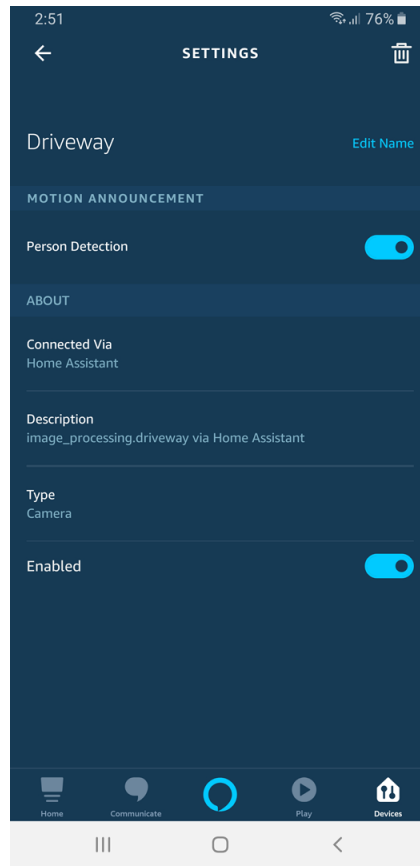 2:51 76%
SETTINGS
Driveway Edit Name
MOTION ANNOUNCEMENT
Person Detection
ABOUT
Connected Via
Home Assistant
Description
image_processing.driveway via Home Assistant
Type
Camera
Enabled
Home Communicate Play Devices